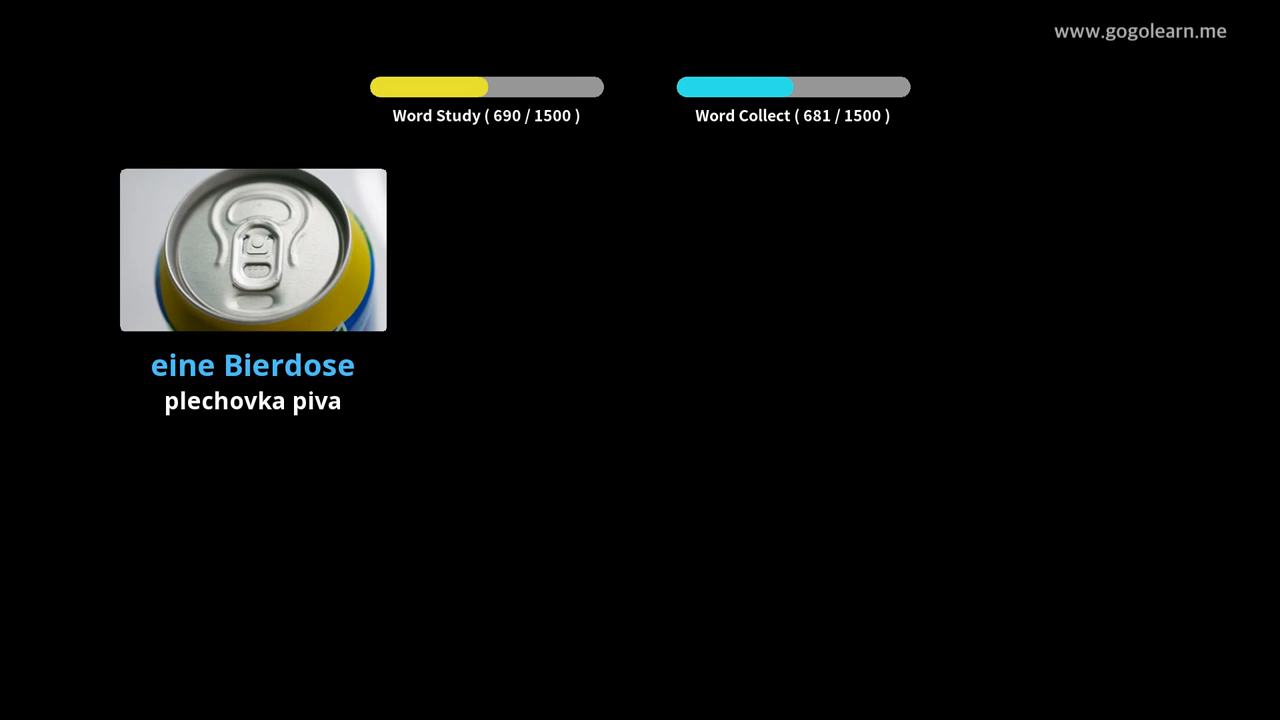 www.gogolearn.me
Word Study ( 690 / 1500 )
Word Collect ( 681 / 1500 )
eine Bierdose
plechovka piva